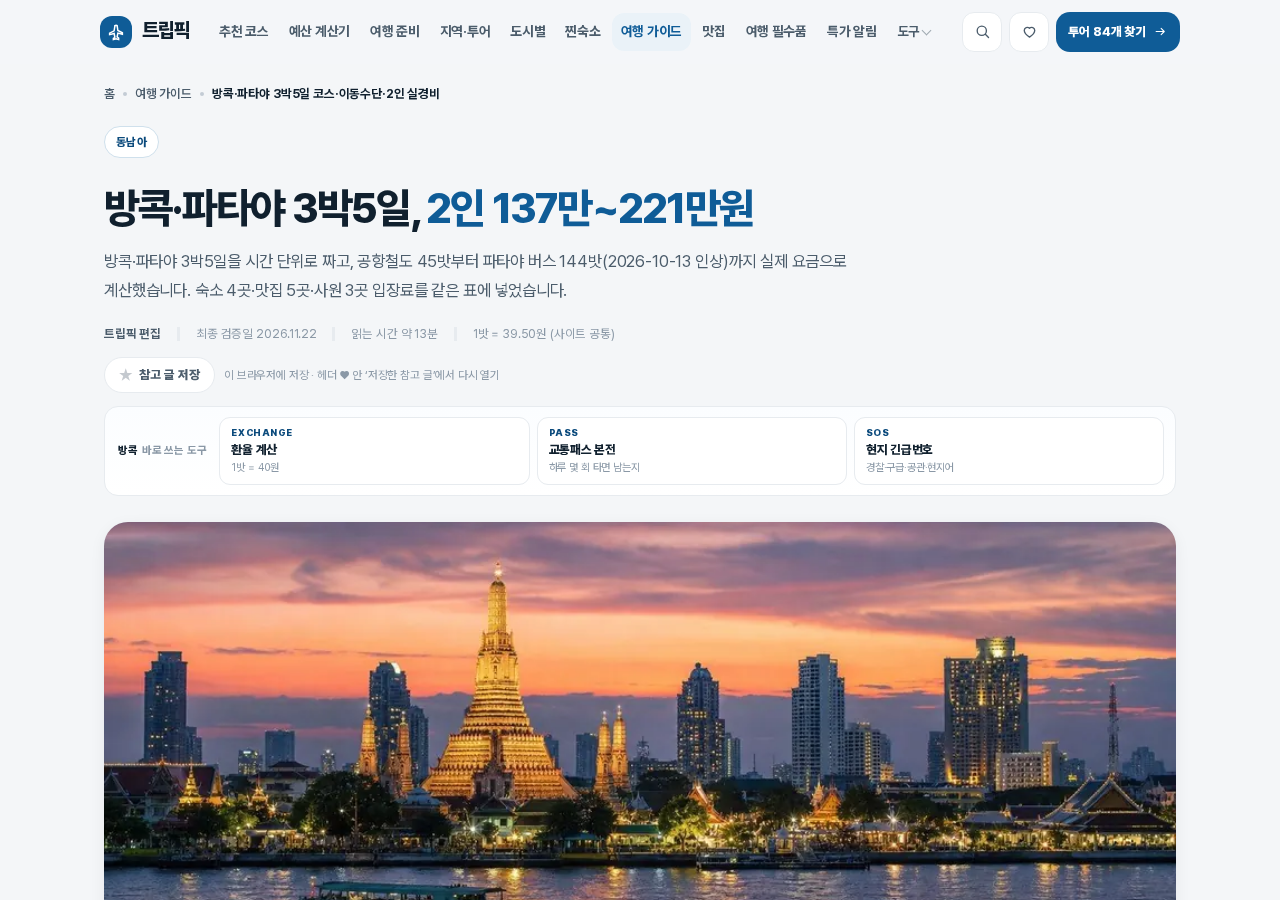 트립픽
추천 코스
예산 계산기
여행 준비
지역·투어
도시별
찐숙소
여행 가이드
맛집
여행 필수품
특가 알림
도구
투어 84개 찾기 →
홈 • 여행 가이드 • 방콕·파타야 3박5일 코스·이동수단·2인 실경비
동남아
방콕·파타야 3박5일, 2인 137만~221만원
방콕·파타야 3박5일을 시간 단위로 짜고, 공항철도 45밧부터 파타야 버스 144밧(2026-10-13 인상)까지 실제 요금으로
계산했습니다. 숙소 4곳·맛집 5곳·사원 3곳 입장료를 같은 표에 넣었습니다.
트립픽 편집 | 최종 검증일 2026.11.22 | 읽는 시간 약 13분 | 1밧 = 39.50원 (사이트 공통)
★ 참고 글 저장
이 브라우저에 저장 · 헤더 ♥ 안 '저장한 참고 글'에서 다시 열기
방콕 바로 쓰는 도구
EXCHANGE
환율 계산
1밧 = 40원
PASS
교통패스 본전
하루 몇 회 타면 남는지
SOS
현지 긴급번호
경찰·구급·공관·현지어